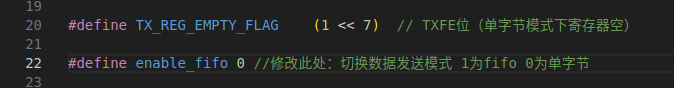 19
20 #define TX_REG_EMPTY_FLAG    (1 << 7)  // TXFE位（单字节模式下寄存器空）
21
22 #define enable_fifo 0 //修改此处：切换数据发送模式 1为fifo 0为单字节
23